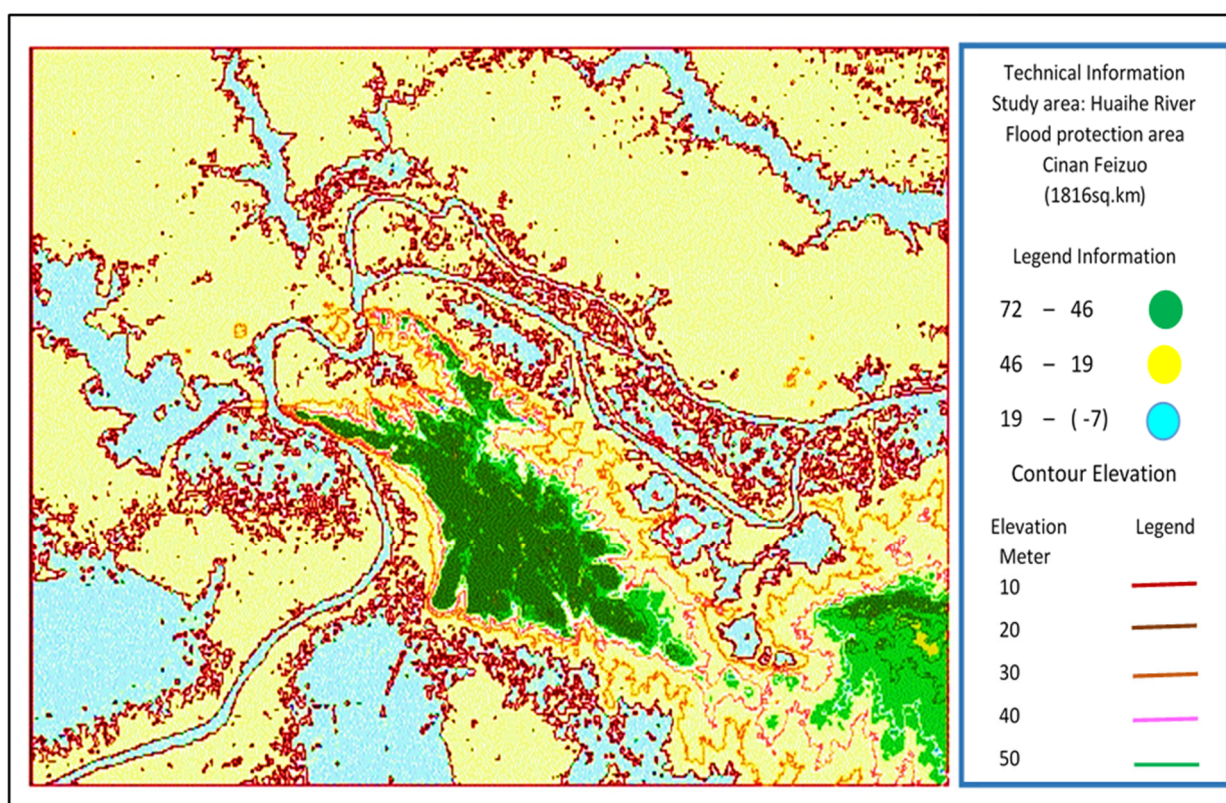 Technical Information
Study area: Huaihe River
Flood protection area
Cinan Feizuo
(1816sq.km)
Legend Information
72 – 46
46 – 19
19 – ( -7)
Contour Elevation
Elevation Legend
Meter
10
20
30
40
50